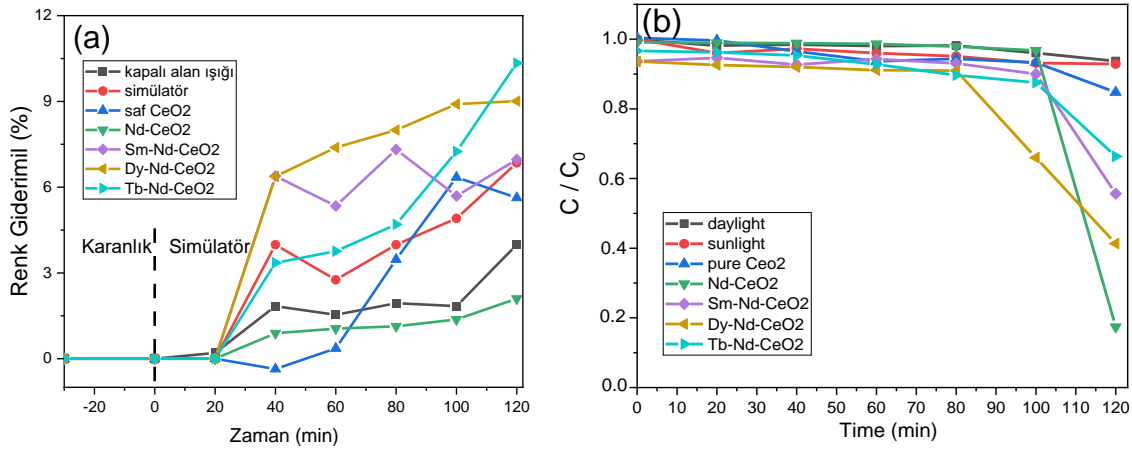 (a)
Renk Giderimil (%)
12
9
6
3
0
kapalı alan ışığı
simülatör
saf CeO2
Nd-CeO2
Sm-Nd-CeO2
Dy-Nd-CeO2
Tb-Nd-CeO2
Karanlık
Simülatör
-20 0 20 40 60 80 100 120
Zaman (min)
(b)
C / C0
1.0
0.8
0.6
0.4
0.2
0.0
daylight
sunlight
pure Ceo2
Nd-CeO2
Sm-Nd-CeO2
Dy-Nd-CeO2
Tb-Nd-CeO2
0 10 20 30 40 50 60 70 80 90 100 110 120
Time (min)